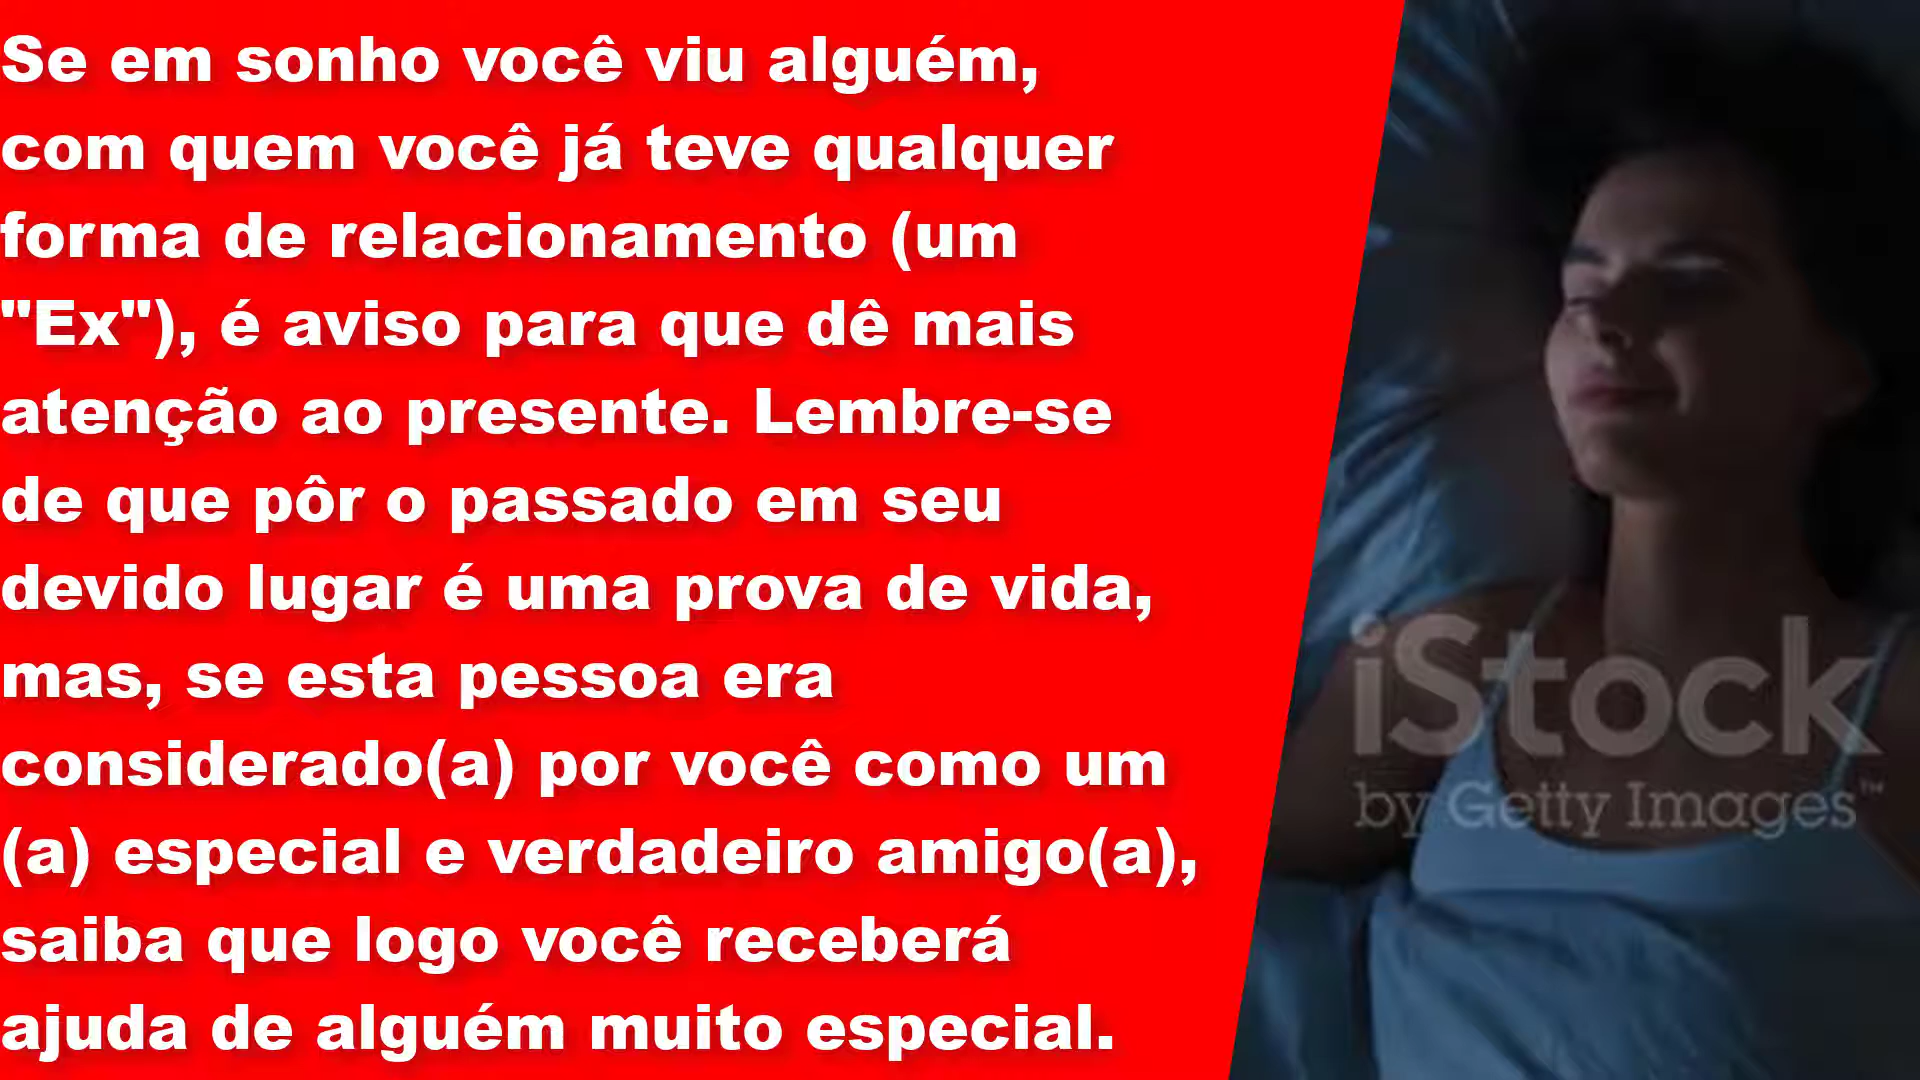 Se em sonho você viu alguém,
com quem você já teve qualquer
forma de relacionamento (um
"Ex"), é aviso para que dê mais
atenção ao presente. Lembre-se
de que pôr o passado em seu
devido lugar é uma prova de vida,
mas, se esta pessoa era
considerado(a) por você como um
(a) especial e verdadeiro amigo(a),
saiba que logo você receberá
ajuda de alguém muito especial.
iStock
by Getty Images™